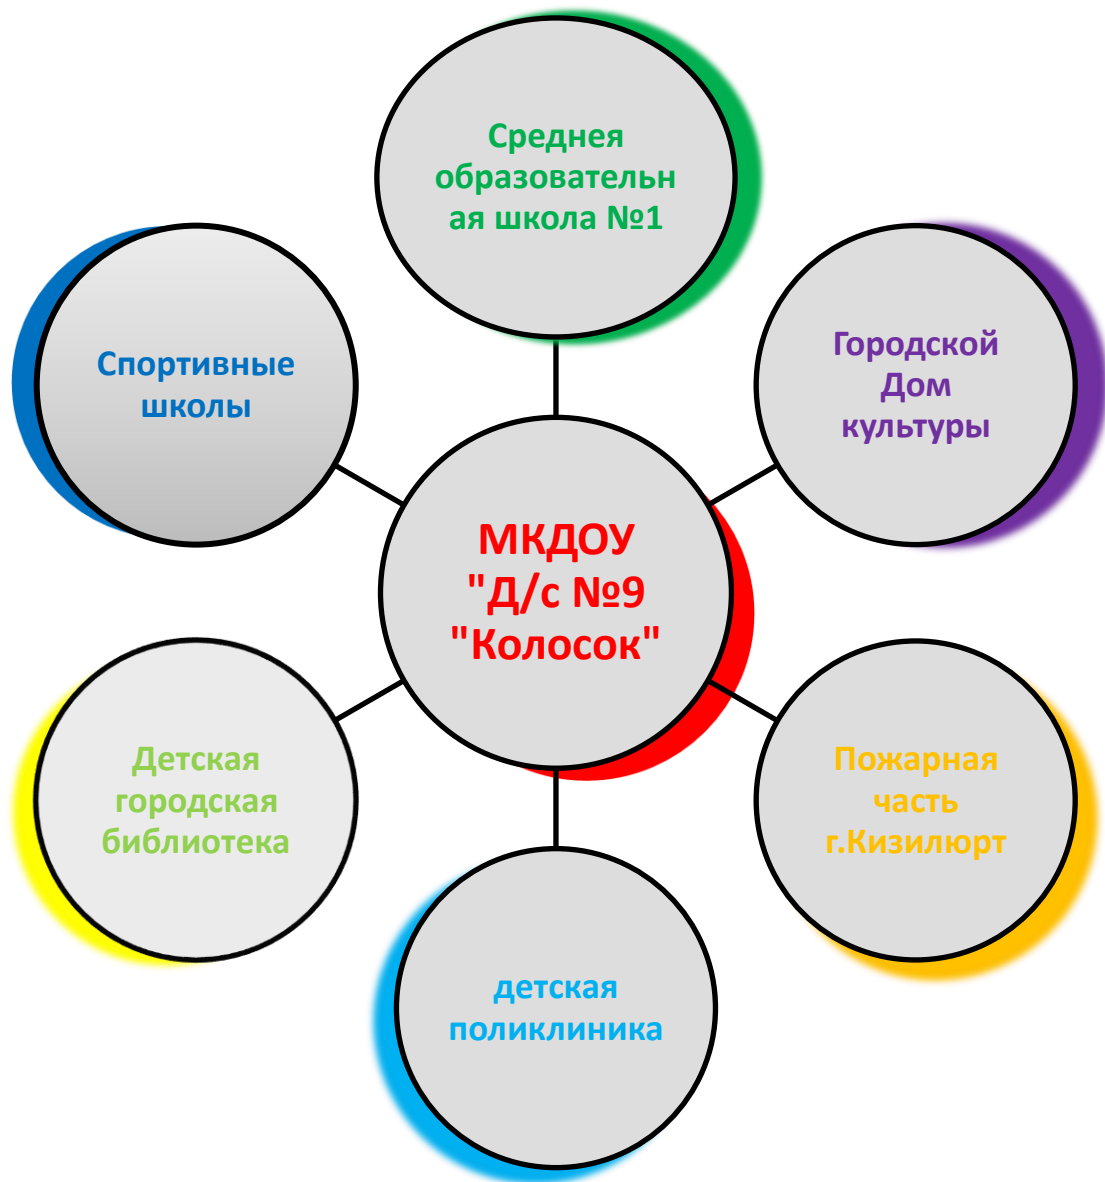 Среднея
образовательн
ая школа №1
Городской
Дом
культуры
Спортивные
школы
МКДОУ
"Д/с №9
"Колосок"
Детская
городская
библиотека
Пожарная
часть
г.Кизилюрт
детская
поликлиника